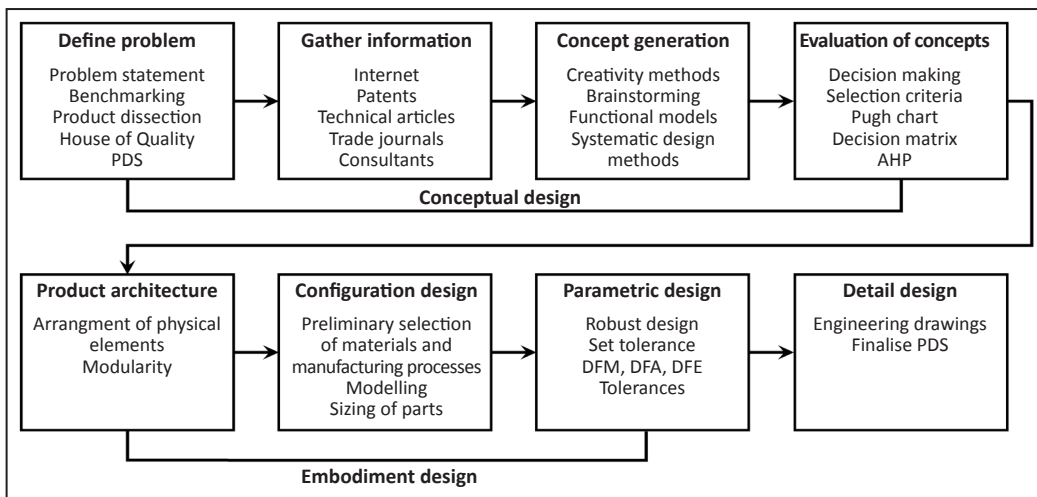 Define problem
Problem statement
Benchmarking
Product dissection
House of Quality
PDS
Gather information
Internet
Patents
Technical articles
Trade journals
Consultants
Concept generation
Creativity methods
Brainstorming
Functional models
Systematic design
methods
Evaluation of concepts
Decision making
Selection criteria
Pugh chart
Decision matrix
AHP
Conceptual design
Product architecture
Arrangment of physical
elements
Modularity
Configuration design
Preliminary selection
of materials and
manufacturing processes
Modelling
Sizing of parts
Parametric design
Robust design
Set tolerance
DFM, DFA, DFE
Tolerances
Detail design
Engineering drawings
Finalise PDS
Embodiment design